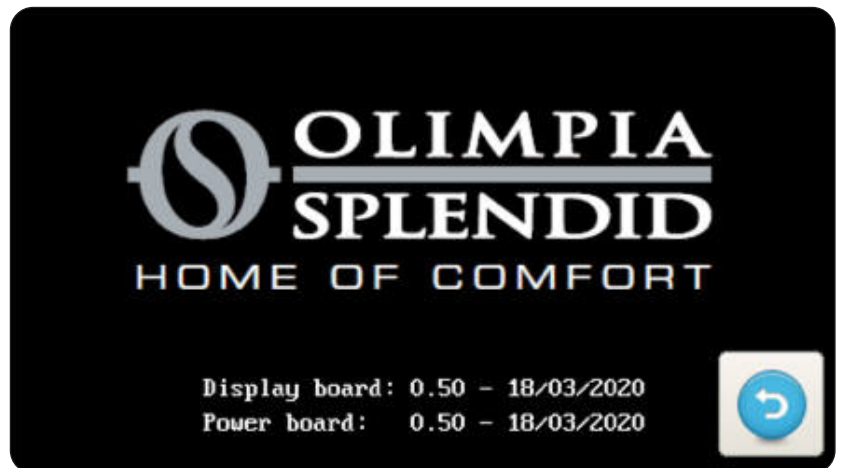 OLIMPIA
SPLENDID
HOME OF COMFORT
Display board: 0.50 - 18/03/2020
Power board: 0.50 - 18/03/2020